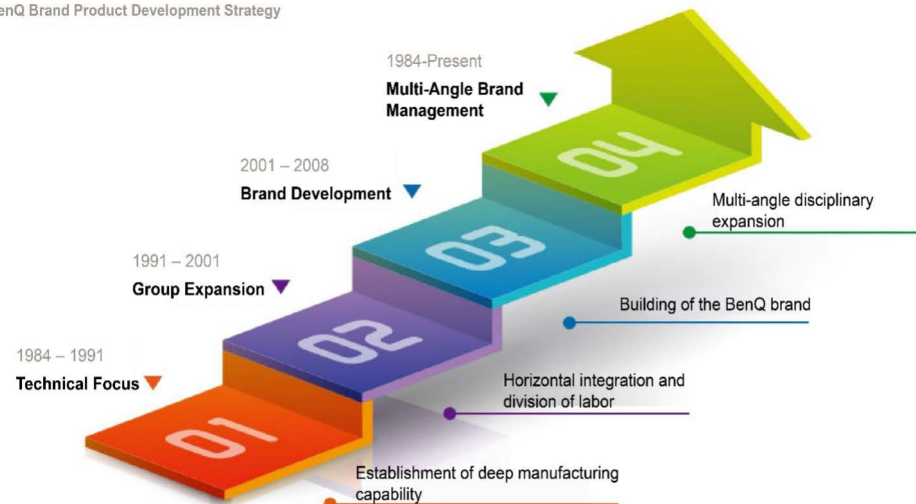 enQ Brand Product Development Strategy
1984-Present
Multi-Angle Brand
Management
04
2001 – 2008
Brand Development
Multi-angle disciplinary
expansion
03
1991 – 2001
Group Expansion
Building of the BenQ brand
02
1984 – 1991
Technical Focus
Horizontal integration and
division of labor
01
Establishment of deep manufacturing
capability